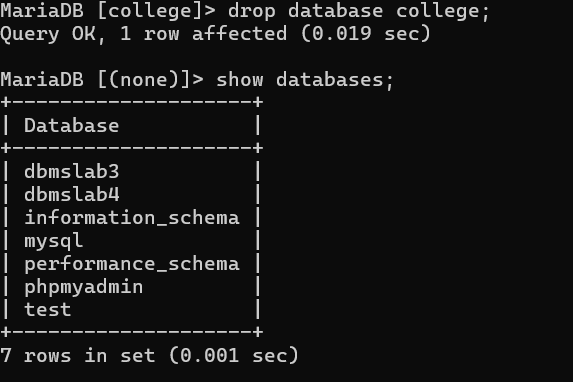 MariaDB [college]> drop database college;
Query OK, 1 row affected (0.019 sec)
MariaDB [(none)]> show databases;
+--------------------+
| Database           |
+--------------------+
| dbmslab3           |
| dbmslab4           |
| information_schema |
| mysql              |
| performance_schema |
| phpmyadmin         |
| test               |
+--------------------+
7 rows in set (0.001 sec)